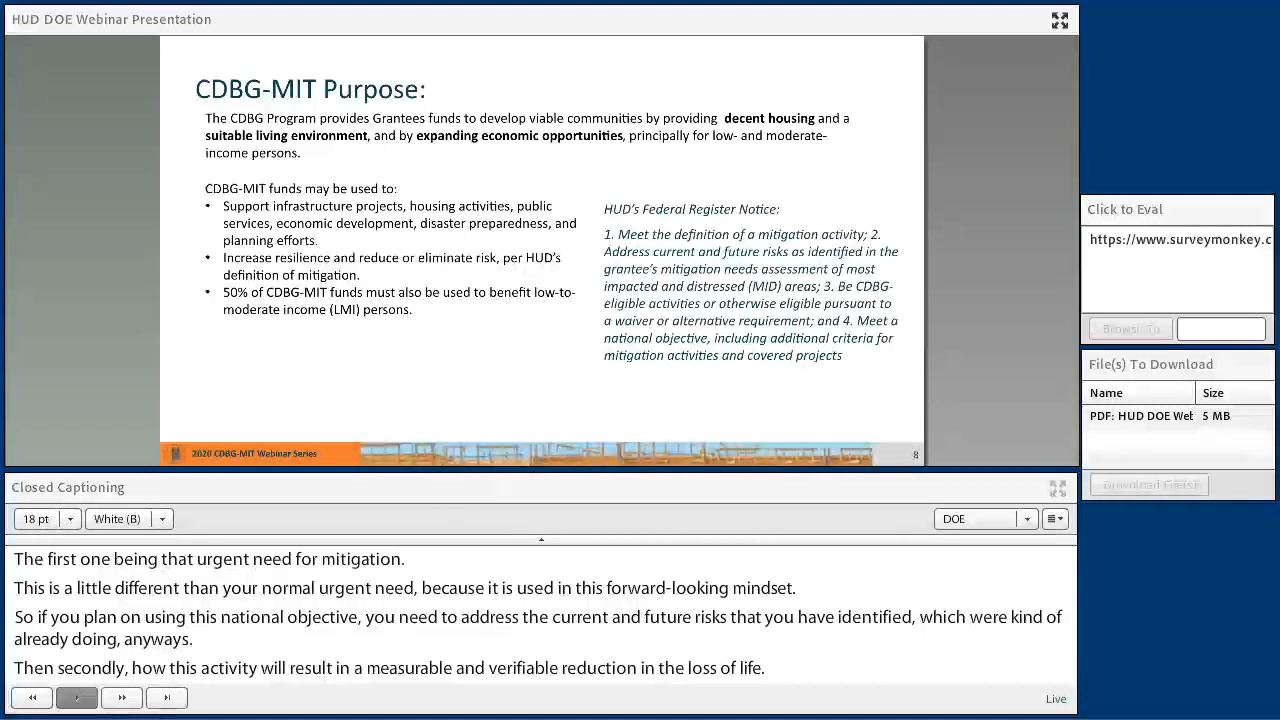 HUD DOE Webinar Presentation
CDBG-MIT Purpose:
The CDBG Program provides Grantees funds to develop viable communities by providing decent housing and a
suitable living environment, and by expanding economic opportunities, principally for low- and moderate-
income persons.
CDBG-MIT funds may be used to:
• Support infrastructure projects, housing activities, public
services, economic development, disaster preparedness, and
planning efforts.
• Increase resilience and reduce or eliminate risk, per HUD's
definition of mitigation.
• 50% of CDBG-MIT funds must also be used to benefit low-to-
moderate income (LMI) persons.
HUD's Federal Register Notice:
1. Meet the definition of a mitigation activity; 2.
Address current and future risks as identified in the
grantee's mitigation needs assessment of most
impacted and distressed (MID) areas; 3. Be CDBG-
eligible activities or otherwise eligible pursuant to
a waiver or alternative requirement; and 4. Meet a
national objective, including additional criteria for
mitigation activities and covered projects
2020 CDBG-MIT Webinar Series
8
Click to Eval
https://www.surveymonkey.c
Browse To
File(s) To Download
Name Size
PDF: HUD DOE Wet 5 MB
Download File(s)
Closed Captioning
18 pt White (B) DOE
The first one being that urgent need for mitigation.
This is a little different than your normal urgent need, because it is used in this forward-looking mindset.
So if you plan on using this national objective, you need to address the current and future risks that you have identified, which were kind of
already doing, anyways.
Then secondly, how this activity will result in a measurable and verifiable reduction in the loss of life.
Live